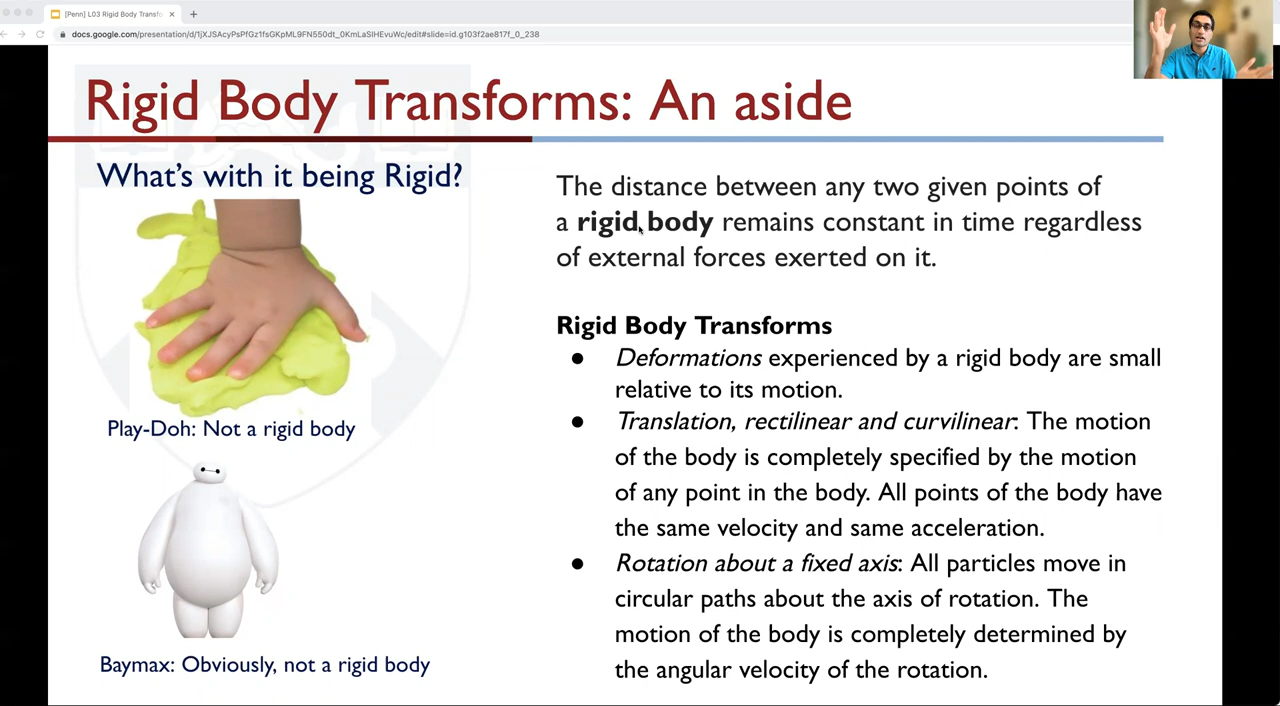 [Penn] L03 Rigid Body Transfo
docs.google.com/presentation/d/1jXJSAcyPsPfGz1fsGKpML9FN550dt_0KmLaSIHEvuWc/edit#slide=id.g103f2ae817f_0_238
Rigid Body Transforms: An aside
What's with it being Rigid?
Play-Doh: Not a rigid body
Baymax: Obviously, not a rigid body
The distance between any two given points of
a rigid body remains constant in time regardless
of external forces exerted on it.
Rigid Body Transforms
● Deformations experienced by a rigid body are small
relative to its motion.
● Translation, rectilinear and curvilinear: The motion
of the body is completely specified by the motion
of any point in the body. All points of the body have
the same velocity and same acceleration.
● Rotation about a fixed axis: All particles move in
circular paths about the axis of rotation. The
motion of the body is completely determined by
the angular velocity of the rotation.